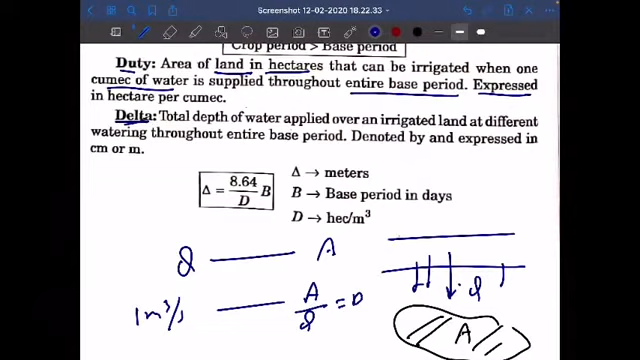 Screenshot 12-02-2020 18.22.33
Crop period > Base period
Duty: Area of land in hectares that can be irrigated when one
cumec of water is supplied throughout entire base period. Expressed
in hectare per cumec.
Delta: Total depth of water applied over an irrigated land at different
watering throughout entire base period. Denoted by and expressed in
cm or m.
Δ = 8.64/D B
Δ → meters
B → Base period in days
D → hec/m³
Q A
1m³/s A/Q = D
Q
A